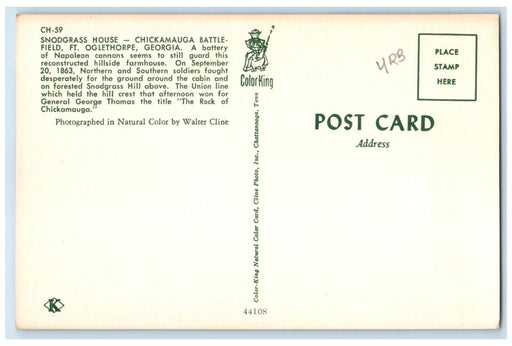 CH-59
SNODGRASS HOUSE — CHICKAMAUGA BATTLE-
FIELD, FT. OGLETHORPE, GEORGIA. A battery
of Napoleon cannons seems to still guard this
reconstructed hillside farmhouse. On September
20, 1863, Northern and Southern soldiers fought
desperately for the ground around the cabin and
on forested Snodgrass Hill above. The Union line
which held the hill crest that afternoon won for
General George Thomas the title "The Rock of
Chickamauga."
Photographed in Natural Color by Walter Cline
K
Color King
Color-King Natural Color Card, Cline Photo, Inc., Chattanooga, Tenn
44108
4RB
PLACE
STAMP
HERE
POST CARD
Address